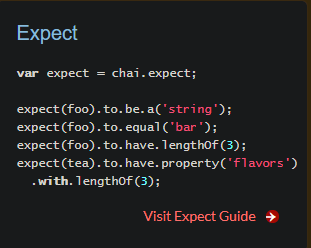 Expect
var expect = chai.expect;
expect(foo).to.be.a('string');
expect(foo).to.equal('bar');
expect(foo).to.have.lengthOf(3);
expect(tea).to.have.property('flavors')
.with.lengthOf(3);
Visit Expect Guide